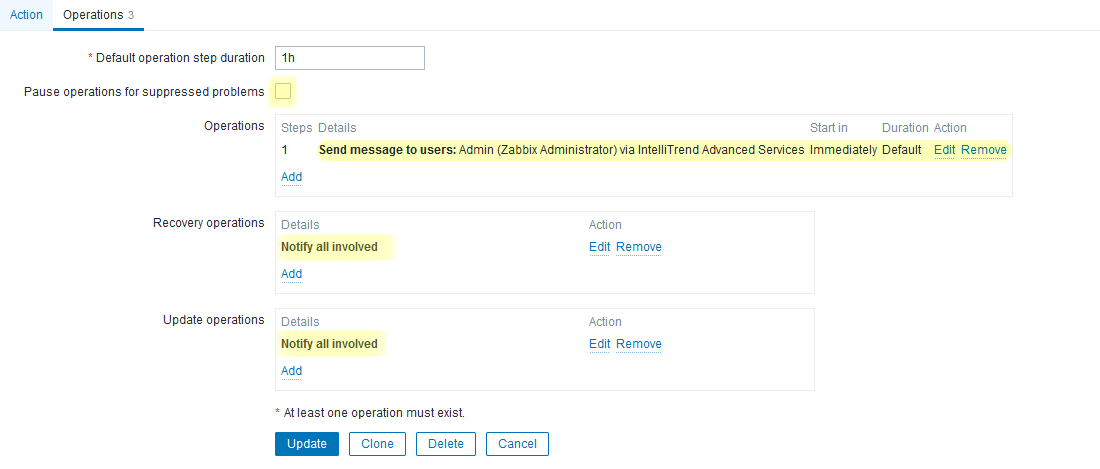 Action Operations 3
* Default operation step duration 1h
Pause operations for suppressed problems
Operations Steps Details Start in Duration Action
1 Send message to users: Admin (Zabbix Administrator) via IntelliTrend Advanced Services Immediately Default Edit Remove
Add
Recovery operations Details Action
Notify all involved Edit Remove
Add
Update operations Details Action
Notify all involved Edit Remove
Add
* At least one operation must exist.
Update Clone Delete Cancel